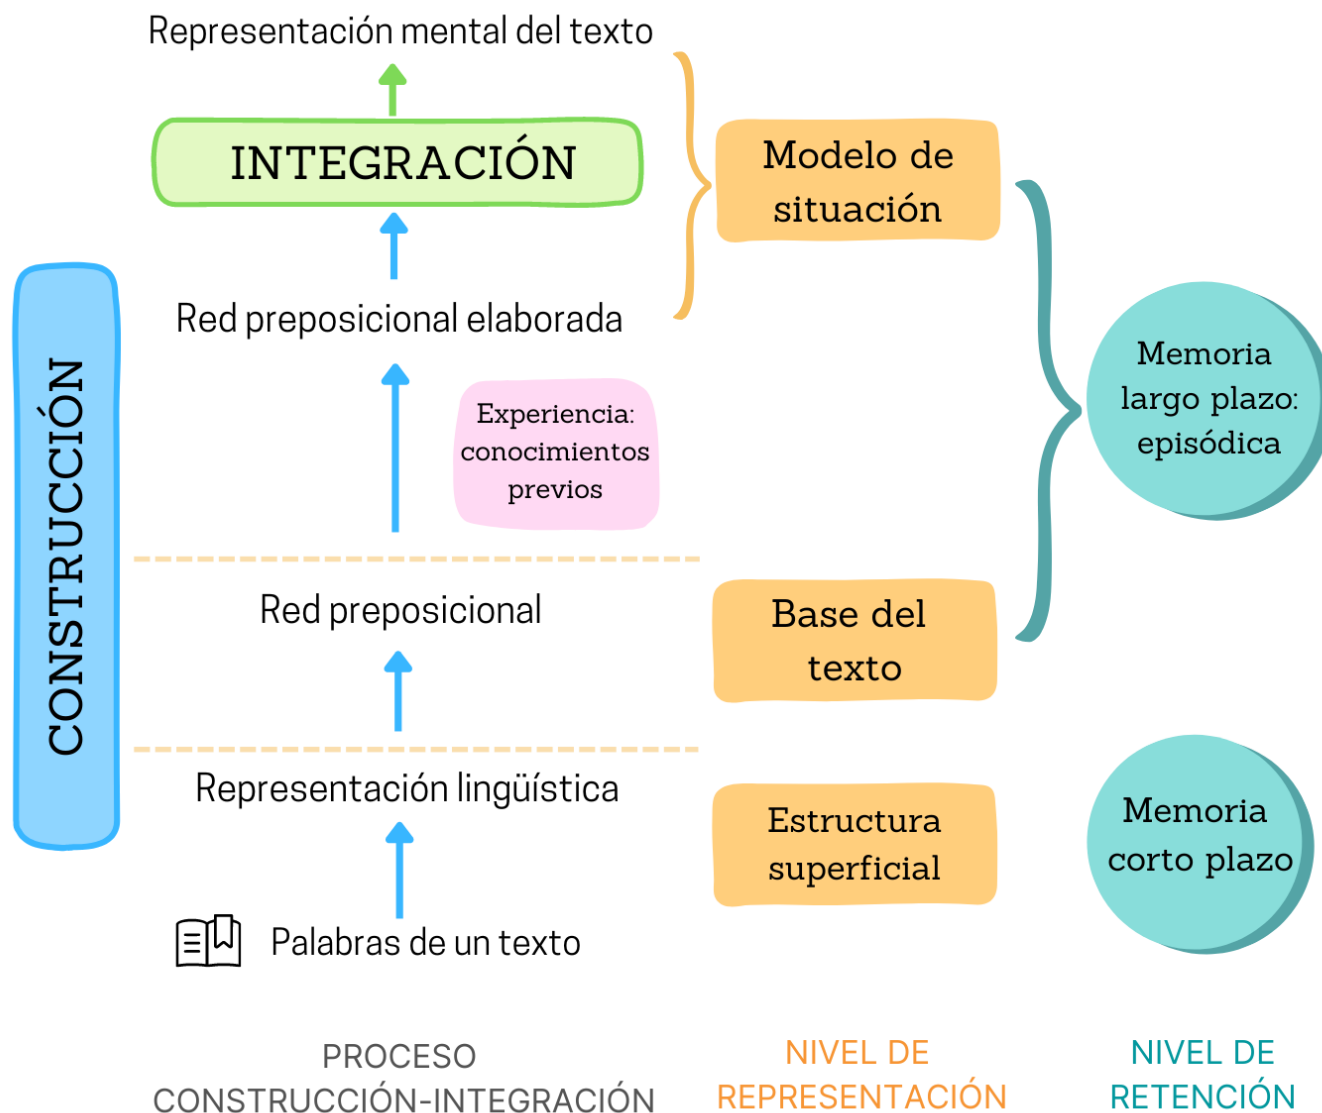 Representación mental del texto
INTEGRACIÓN
Red preposicional elaborada
Experiencia:
conocimientos
previos
Red preposicional
Representación lingüística
Palabras de un texto
CONSTRUCCIÓN
PROCESO
CONSTRUCCIÓN-INTEGRACIÓN
Modelo de
situación
Base del
texto
Estructura
superficial
NIVEL DE
REPRESENTACIÓN
Memoria
largo plazo:
episódica
Memoria
corto plazo
NIVEL DE
RETENCIÓN